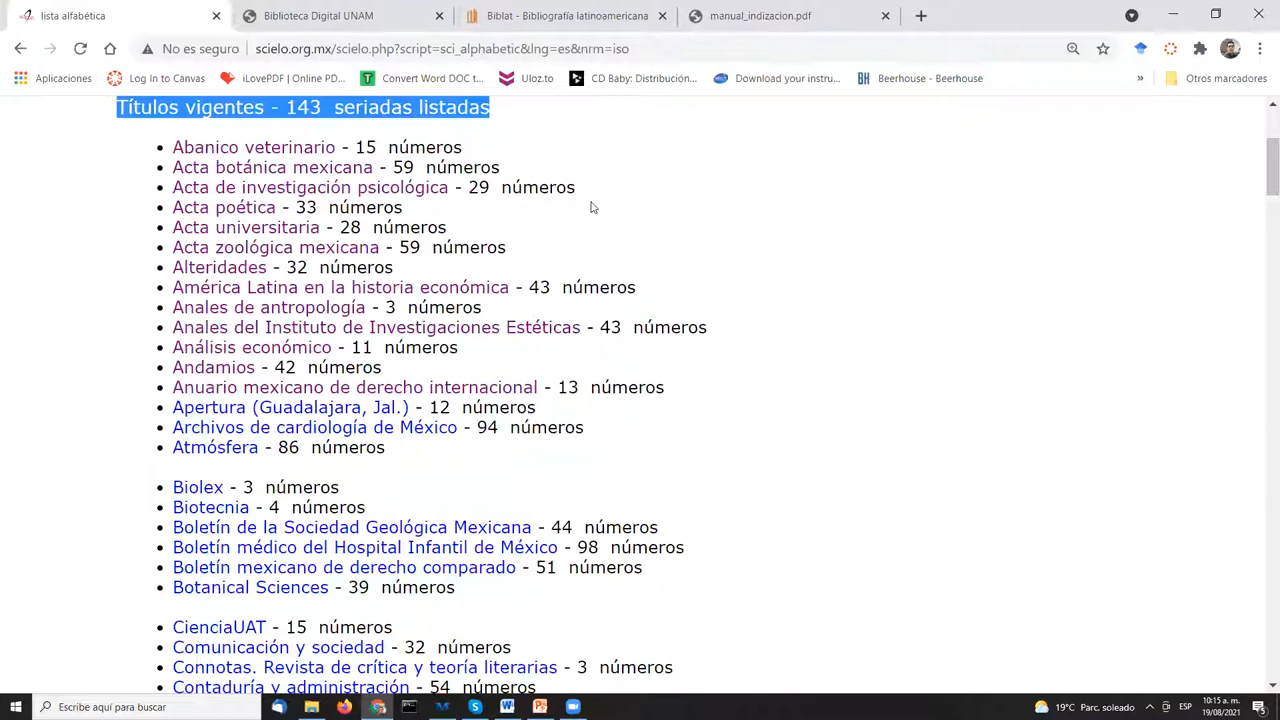 lista alfabética
Biblioteca Digital UNAM
Biblat - Bibliografía latinoamericana
manual_indizacion.pdf
No es seguro
scielo.org.mx/scielo.php?script=sci_alphabetic&lng=es&nrm=iso
Aplicaciones
Log In to Canvas
iLovePDF | Online PD...
Convert Word DOC t...
Uloz.to
CD Baby: Distribución...
Download your instru...
BH Beerhouse - Beerhouse
»
Otros marcadores
Títulos vigentes - 143 seriadas listadas
• Abanico veterinario - 15 números
• Acta botánica mexicana - 59 números
• Acta de investigación psicológica - 29 números
• Acta poética - 33 números
• Acta universitaria - 28 números
• Acta zoológica mexicana - 59 números
• Alteridades - 32 números
• América Latina en la historia económica - 43 números
• Anales de antropología - 3 números
• Anales del Instituto de Investigaciones Estéticas - 43 números
• Análisis económico - 11 números
• Andamios - 42 números
• Anuario mexicano de derecho internacional - 13 números
• Apertura (Guadalajara, Jal.) - 12 números
• Archivos de cardiología de México - 94 números
• Atmósfera - 86 números
• Biolex - 3 números
• Biotecnia - 4 números
• Boletín de la Sociedad Geológica Mexicana - 44 números
• Boletín médico del Hospital Infantil de México - 98 números
• Boletín mexicano de derecho comparado - 51 números
• Botanical Sciences - 39 números
• CienciaUAT - 15 números
• Comunicación y sociedad - 32 números
• Connotas. Revista de crítica y teoría literarias - 3 números
• Contaduría y administración - 54 números
Escribe aquí para buscar
19°C Parc. soleado
ESP
10:15 a. m.
19/08/2021